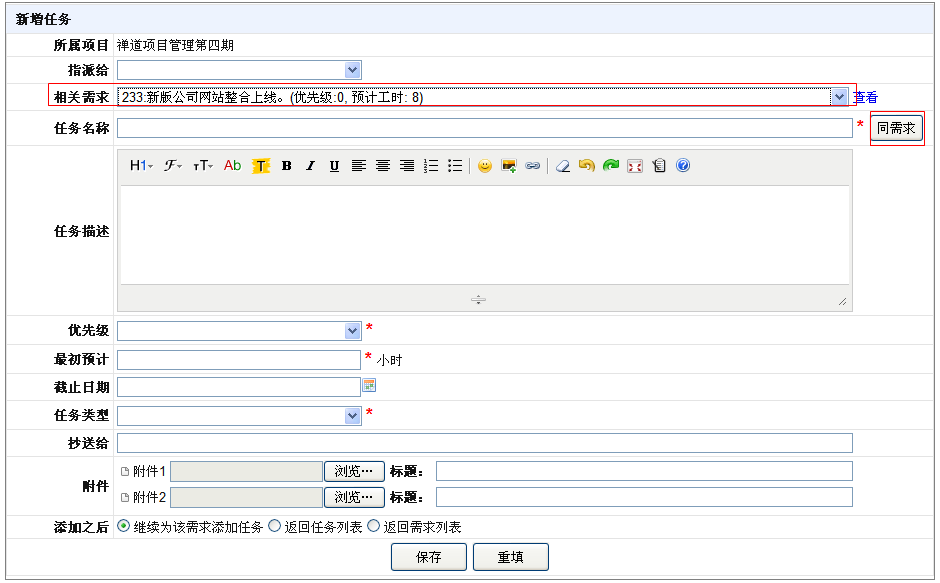 新增任务
所属项目 禅道项目管理第四期
指派给
相关需求 233:新版公司网站整合上线。(优先级:0, 预计工时: 8) 查看
任务名称 * 同需求
H1 ℱ тT Ab T B I U
任务描述
优先级 *
最初预计 * 小时
截止日期
任务类型 *
抄送给
附件 附件1 浏览… 标题：
附件2 浏览… 标题：
添加之后 继续为该需求添加任务 返回任务列表 返回需求列表
保存 重填